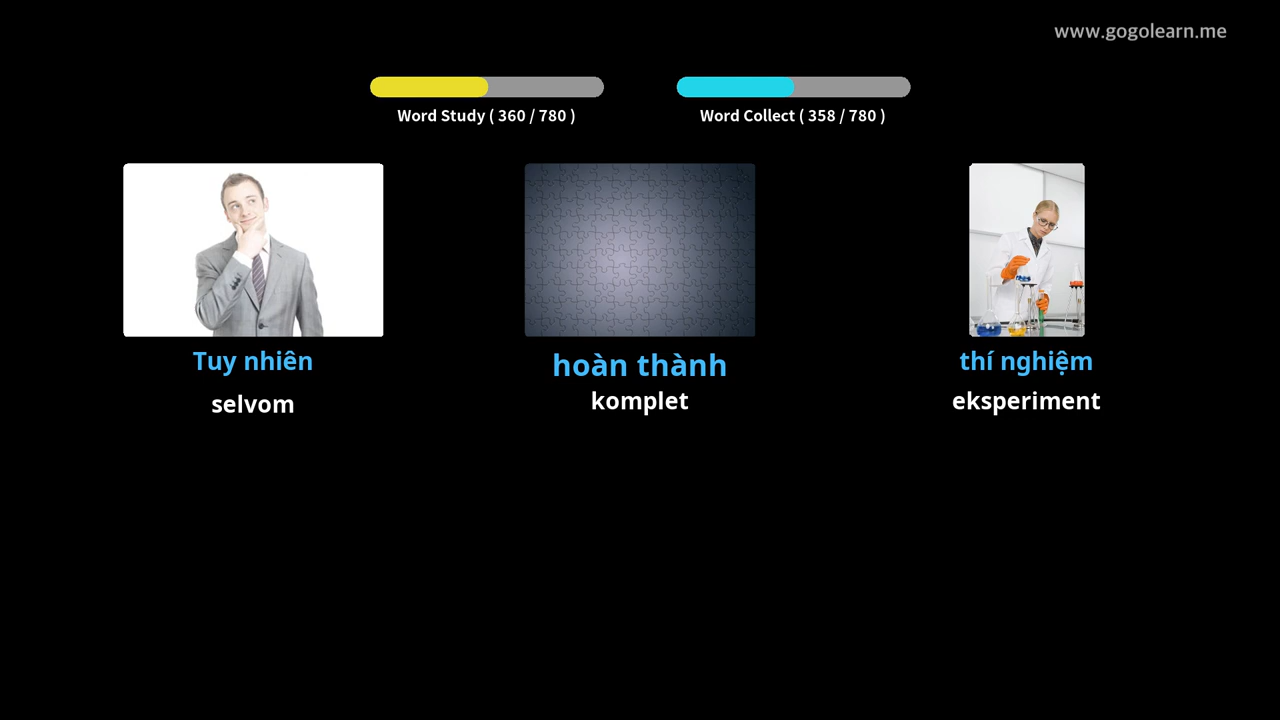 www.gogolearn.me
Word Study ( 360 / 780 )
Word Collect ( 358 / 780 )
Tuy nhiên
selvom
hoàn thành
komplet
thí nghiệm
eksperiment